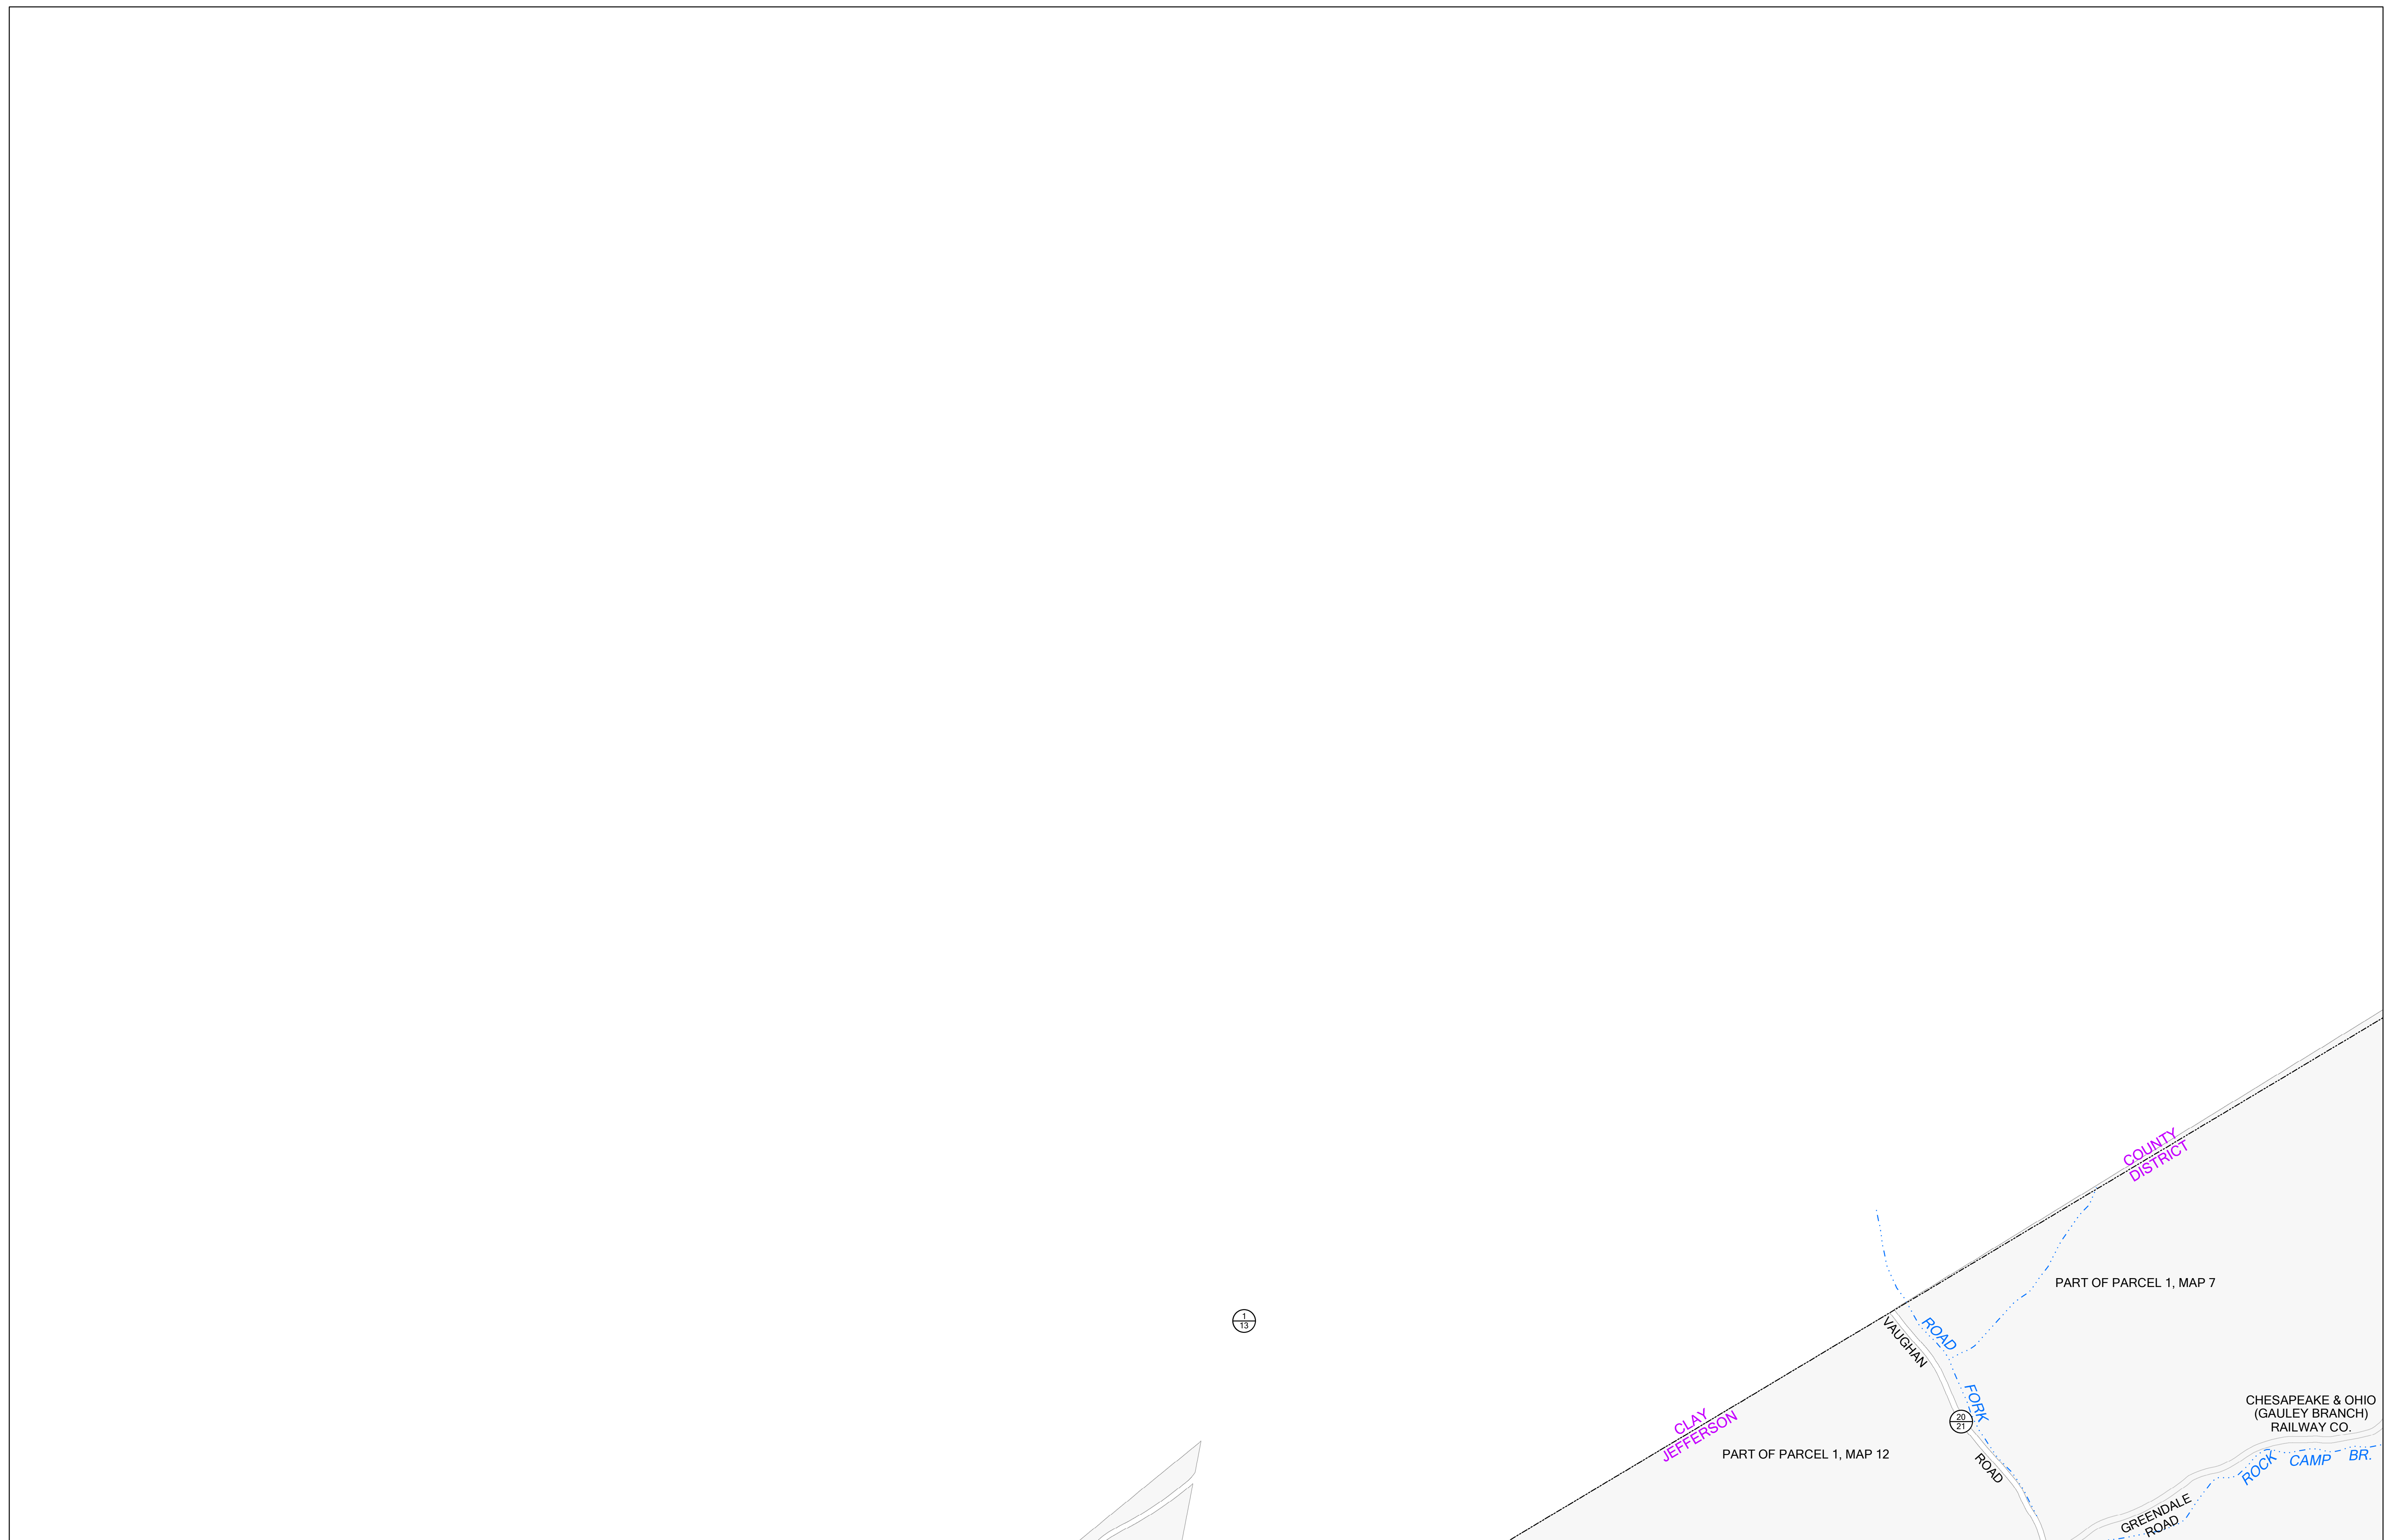 COUNTY
DISTRICT
PART OF PARCEL 1, MAP 7
1
13
VAUGHAN
ROAD
ROAD
FORK
CLAY
JEFFERSON
20
21
PART OF PARCEL 1, MAP 12
CHESAPEAKE & OHIO
(GAULEY BRANCH)
RAILWAY CO.
ROCK CAMP BR.
GREENDALE
ROAD